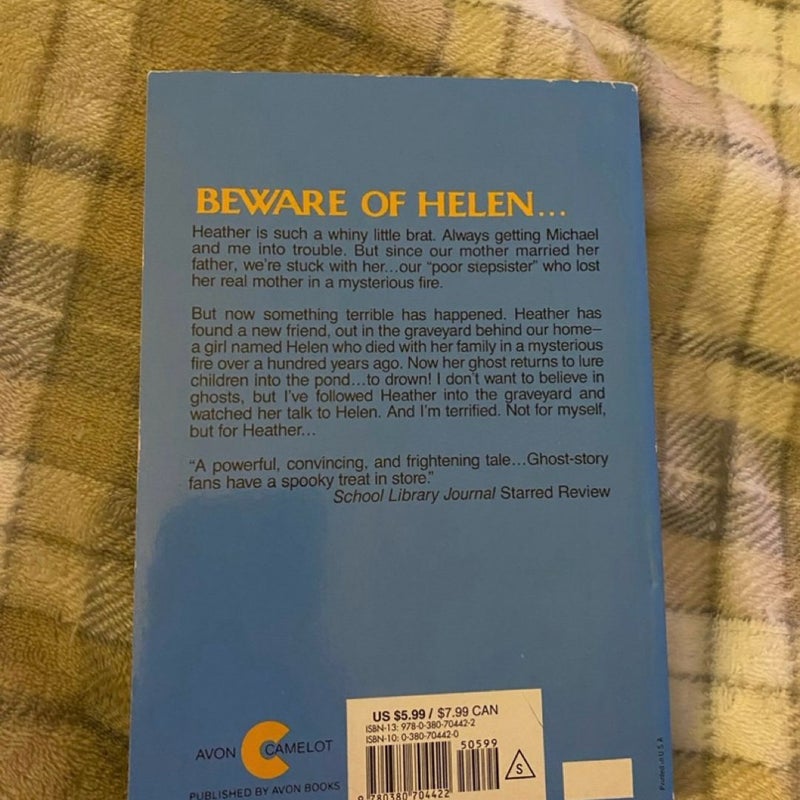 BEWARE OF HELEN...
Heather is such a whiny little brat. Always getting Michael
and me into trouble. But since our mother married her
father, we're stuck with her...our "poor stepsister" who lost
her real mother in a mysterious fire.
But now something terrible has happened. Heather has
found a new friend, out in the graveyard behind our home—
a girl named Helen who died with her family in a mysterious
fire over a hundred years ago. Now her ghost returns to lure
children into the pond...to drown! I don't want to believe in
ghosts, but I've followed Heather into the graveyard and
watched her talk to Helen. And I'm terrified. Not for myself,
but for Heather...
"A powerful, convincing, and frightening tale...Ghost-story
fans have a spooky treat in store."
School Library Journal Starred Review
AVON CAMELOT
PUBLISHED BY AVON BOOKS
US $5.99 / $7.99 CAN
ISBN-13: 978-0-380-70442-2
ISBN-10: 0-380-70442-0
50599
S
9 780380 704422
Printed in U.S.A.